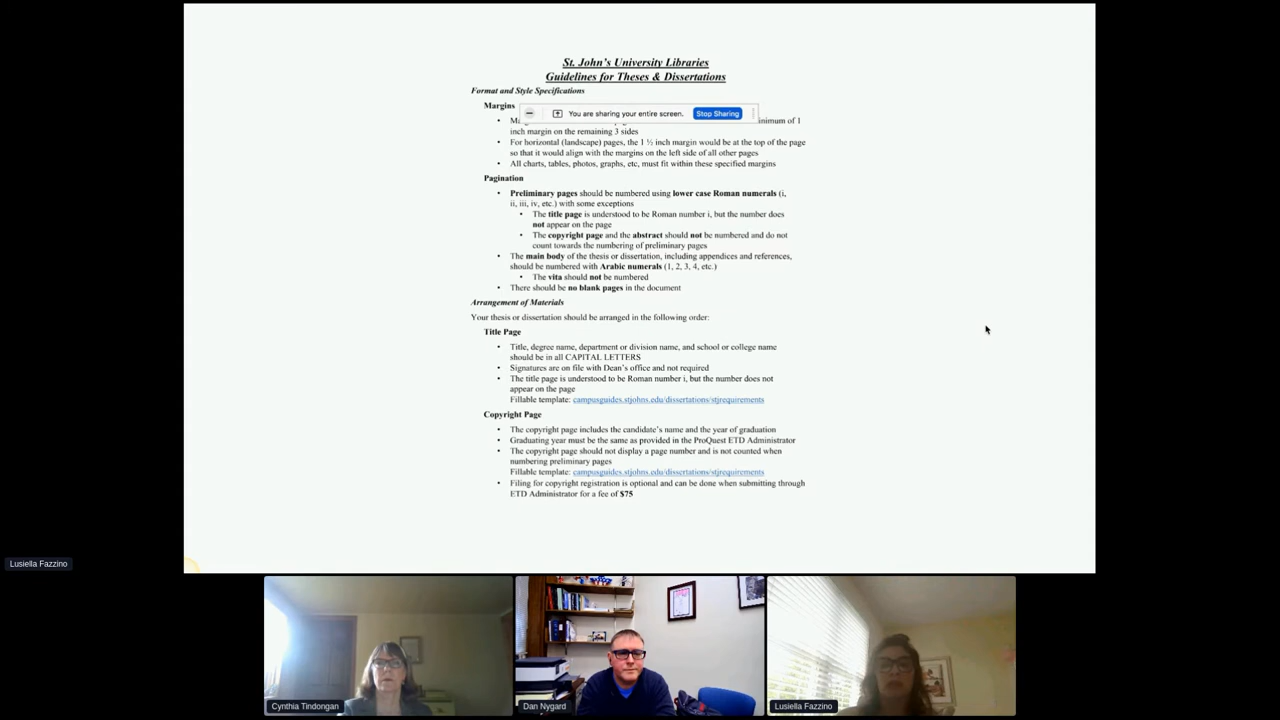 St. John's University Libraries
Guidelines for Theses & Dissertations
Format and Style Specifications
Margins
You are sharing your entire screen.
Stop Sharing
inimum of 1
inch margin on the remaining 3 sides
• For horizontal (landscape) pages, the 1 ½ inch margin would be at the top of the page
so that it would align with the margins on the left side of all other pages
• All charts, tables, photos, graphs, etc, must fit within these specified margins
Pagination
• Preliminary pages should be numbered using lower case Roman numerals (i,
ii, iii, iv, etc.) with some exceptions
• The title page is understood to be Roman number i, but the number does
not appear on the page
• The copyright page and the abstract should not be numbered and do not
count towards the numbering of preliminary pages
• The main body of the thesis or dissertation, including appendices and references,
should be numbered with Arabic numerals (1, 2, 3, 4, etc.)
• The vita should not be numbered
• There should be no blank pages in the document
Arrangement of Materials
Your thesis or dissertation should be arranged in the following order:
Title Page
• Title, degree name, department or division name, and school or college name
should be in all CAPITAL LETTERS
• Signatures are on file with Dean's office and not required
• The title page is understood to be Roman number i, but the number does not
appear on the page
Fillable template: campusguides.stjohns.edu/dissertations/stjrequirements
Copyright Page
• The copyright page includes the candidate's name and the year of graduation
• Graduating year must be the same as provided in the ProQuest ETD Administrator
• The copyright page should not display a page number and is not counted when
numbering preliminary pages
Fillable template: campusguides.stjohns.edu/dissertations/stjrequirements
• Filing for copyright registration is optional and can be done when submitting through
ETD Administrator for a fee of $75
Lusiella Fazzino
Cynthia Tindongan
Dan Nygard
Lusiella Fazzino